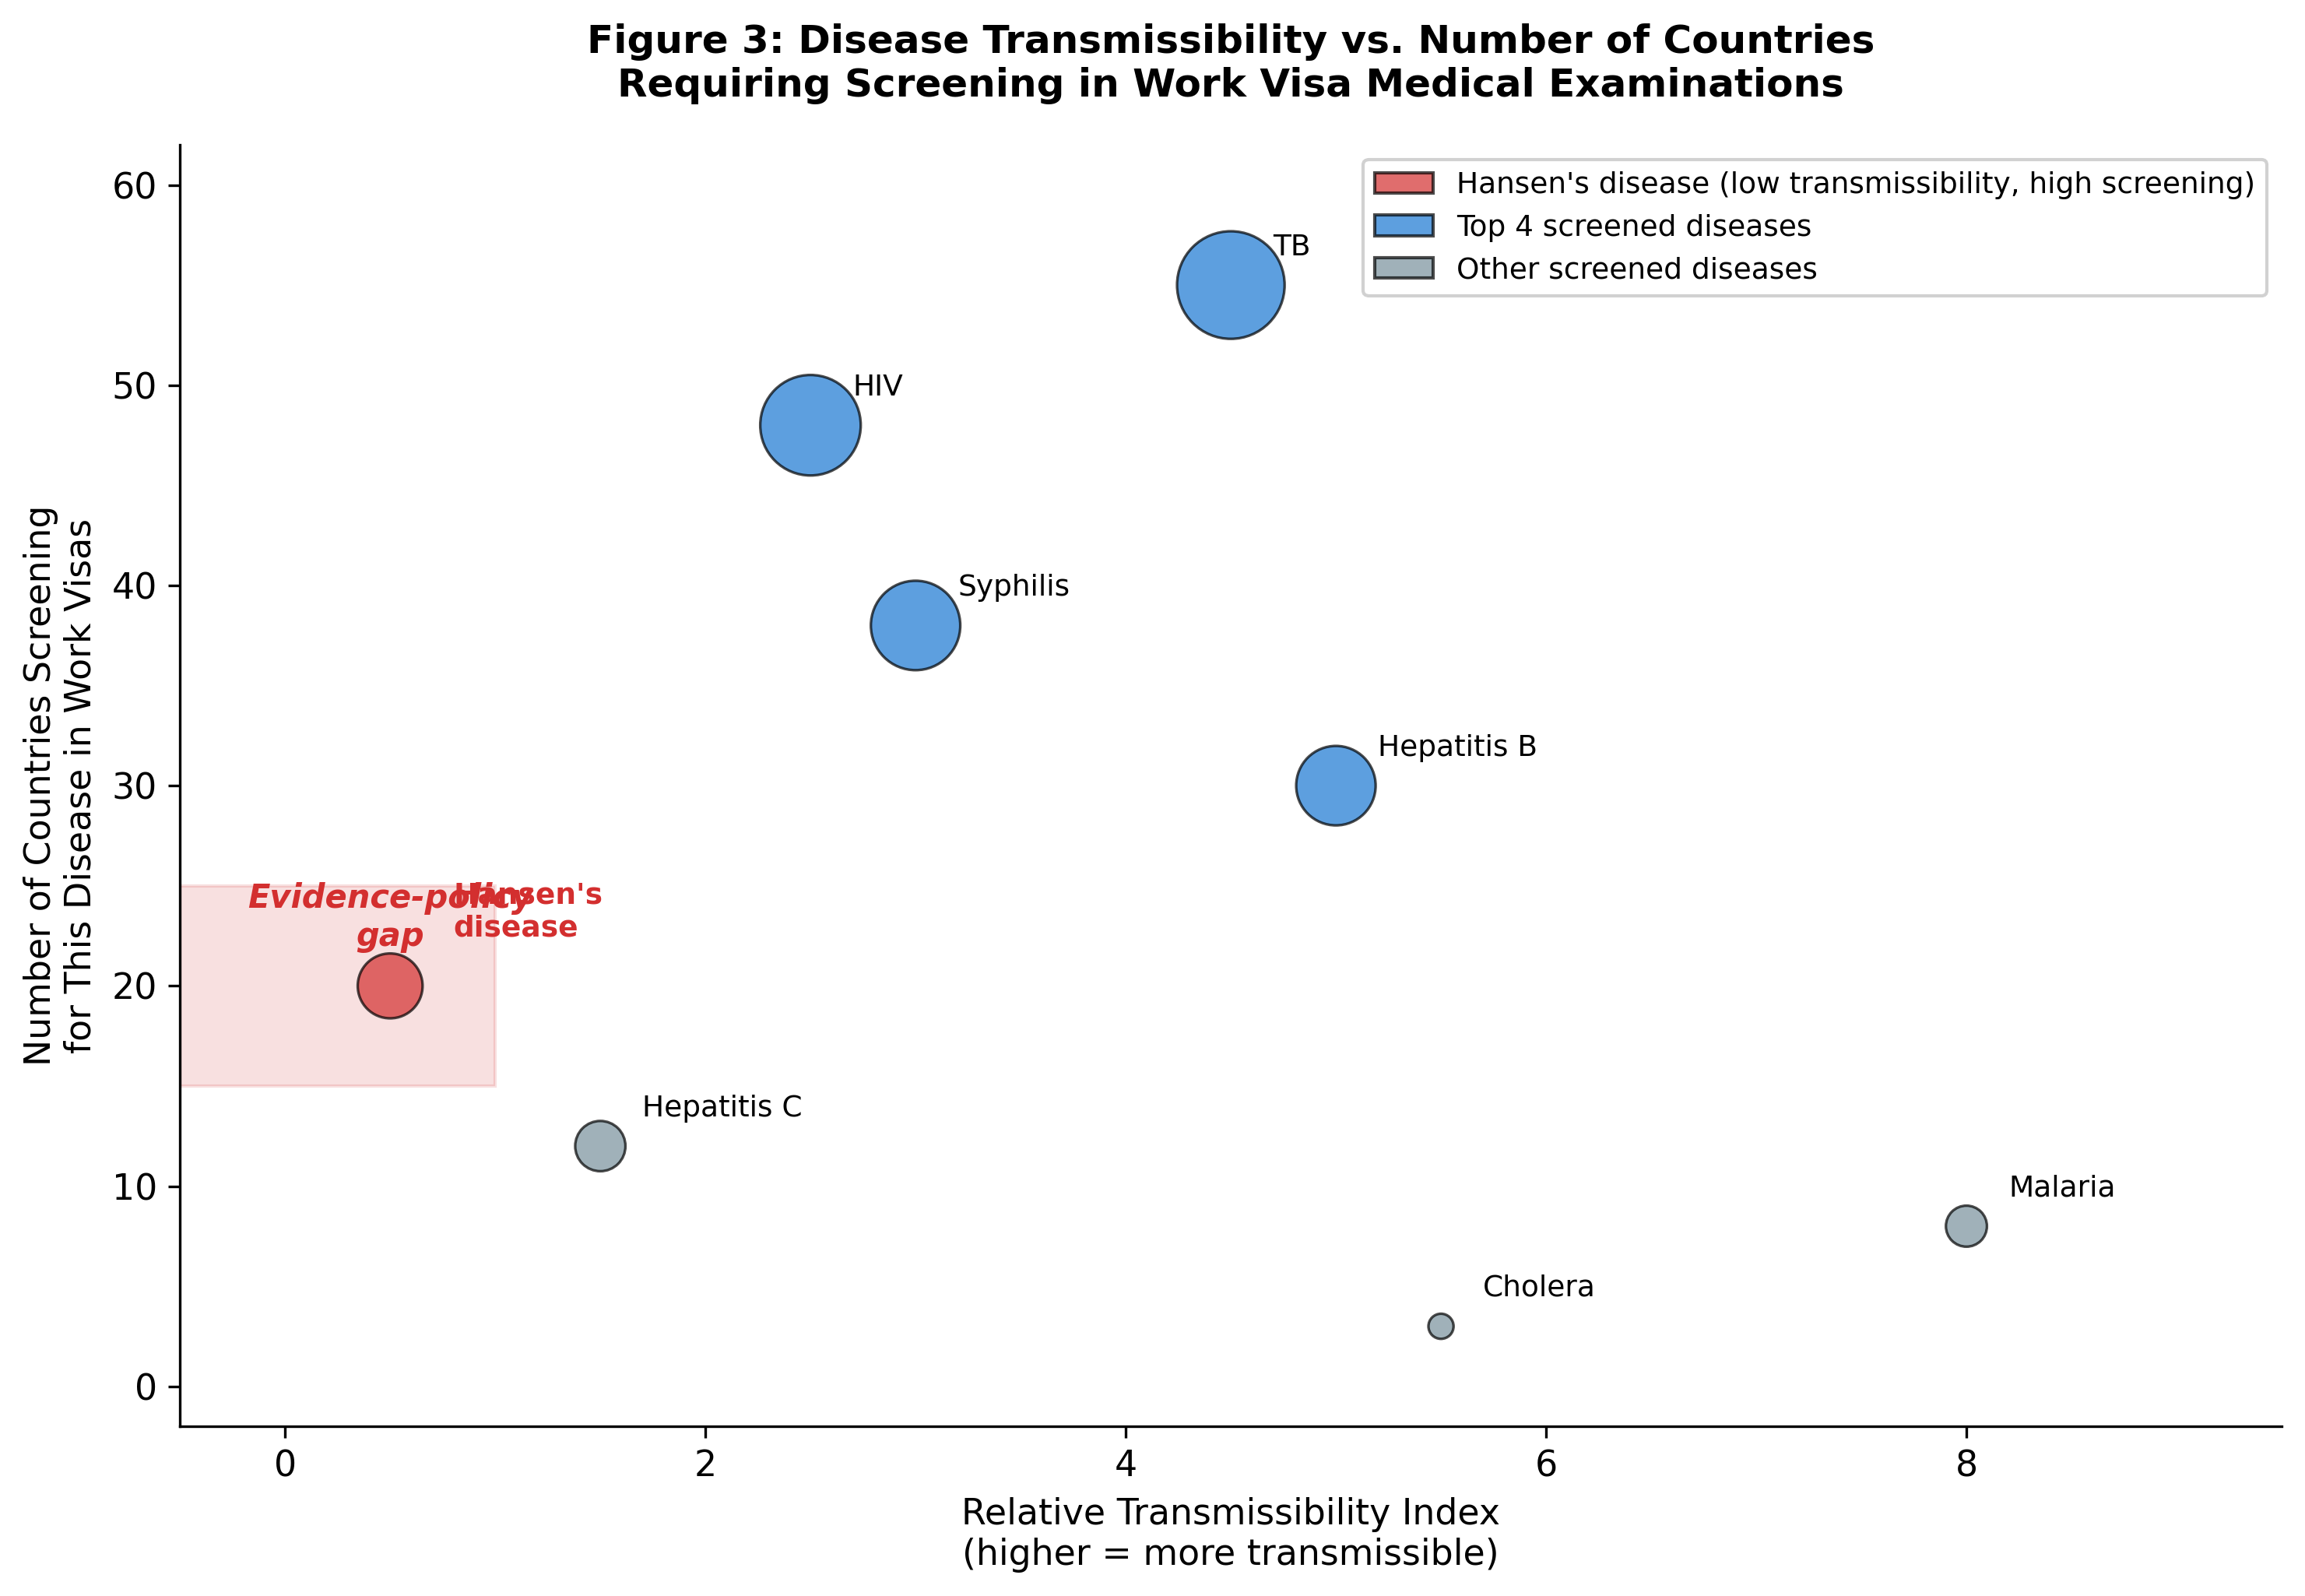 Figure 3: Disease Transmissibility vs. Number of Countries
Requiring Screening in Work Visa Medical Examinations
Number of Countries Screening
for This Disease in Work Visas
60
50
40
30
20
10
0
Hansen's disease (low transmissibility, high screening)
Top 4 screened diseases
Other screened diseases
TB
HIV
Syphilis
Hepatitis B
Evidence-policy
gap
Hansen's
disease
Hepatitis C
Malaria
Cholera
0
2
4
6
8
Relative Transmissibility Index
(higher = more transmissible)